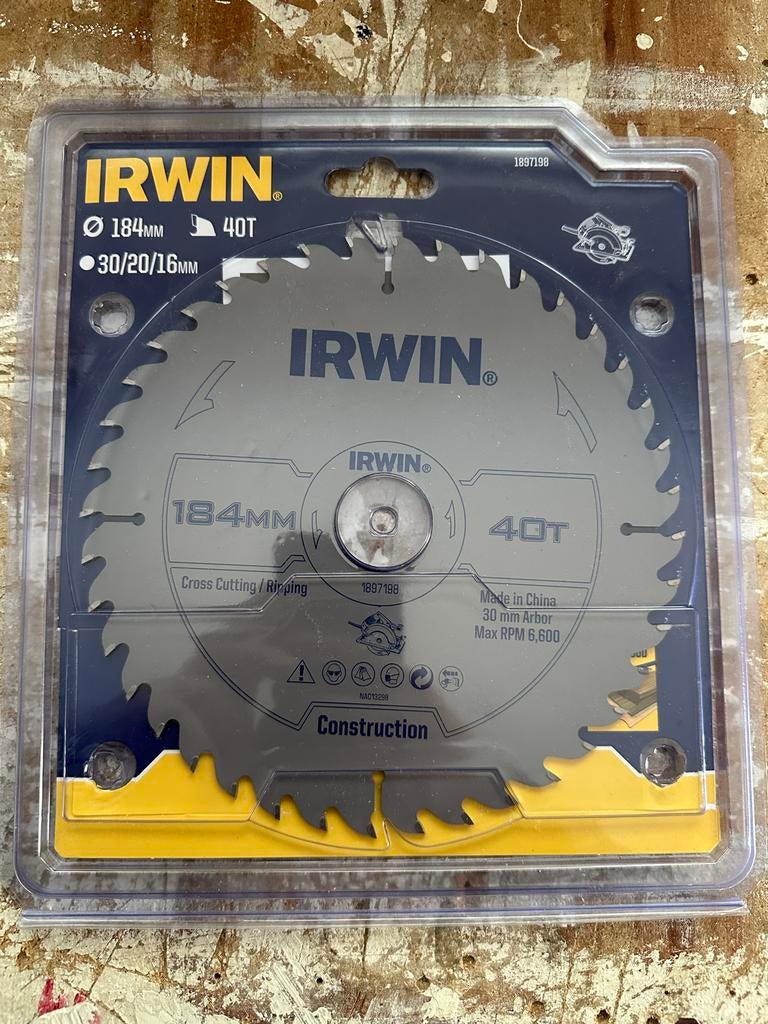 IRWIN®
1897198
Ø 184MM 40T
30/20/16MM
IRWIN®
IRWIN®
184MM
40T
Cross Cutting / Ripping
1897198
Made in China
30 mm Arbor
Max RPM 6,600
NA013298
Construction